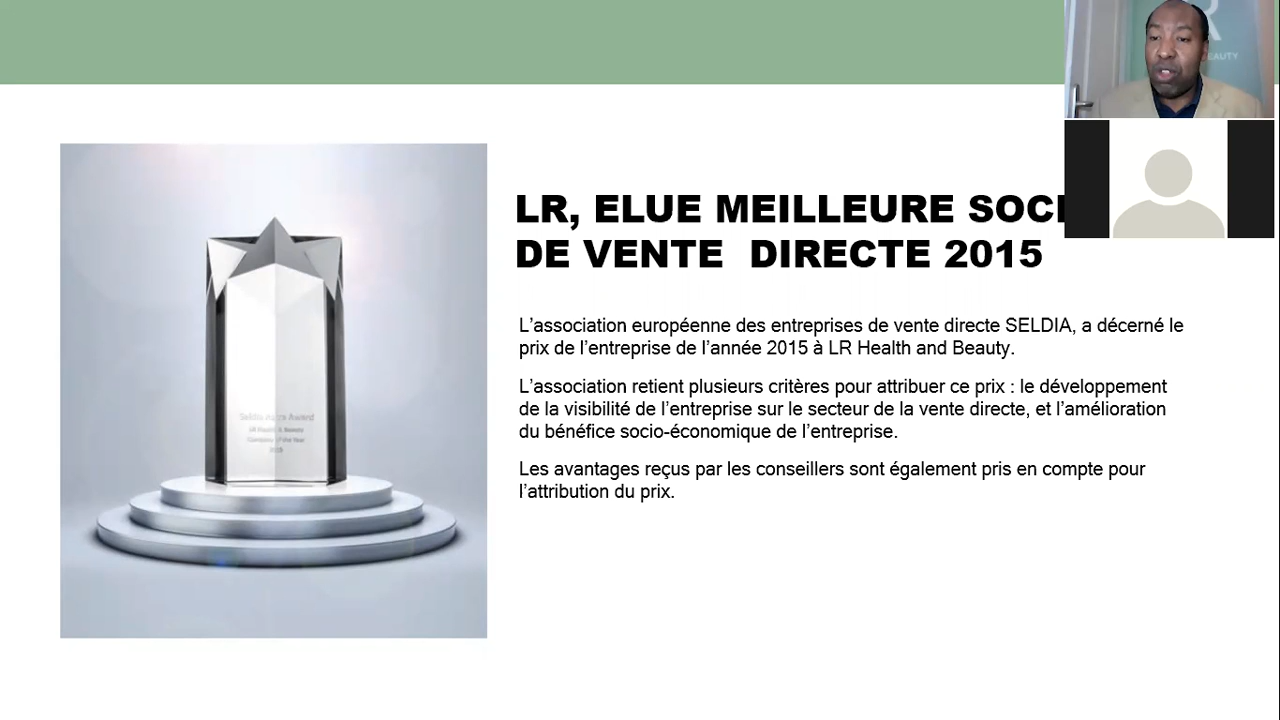 LR, ELUE MEILLEURE
DE VENTE DIRECTE 2015
L’association européenne des entreprises de vente directe SELDIA, a décerné le
prix de l’entreprise de l’année 2015 à LR Health and Beauty.
L’association retient plusieurs critères pour attribuer ce prix : le développement
de la visibilité de l’entreprise sur le secteur de la vente directe, et l’amélioration
du bénéfice socio-économique de l’entreprise.
Les avantages reçus par les conseillers sont également pris en compte pour
l’attribution du prix.
R
EAUTY
Award